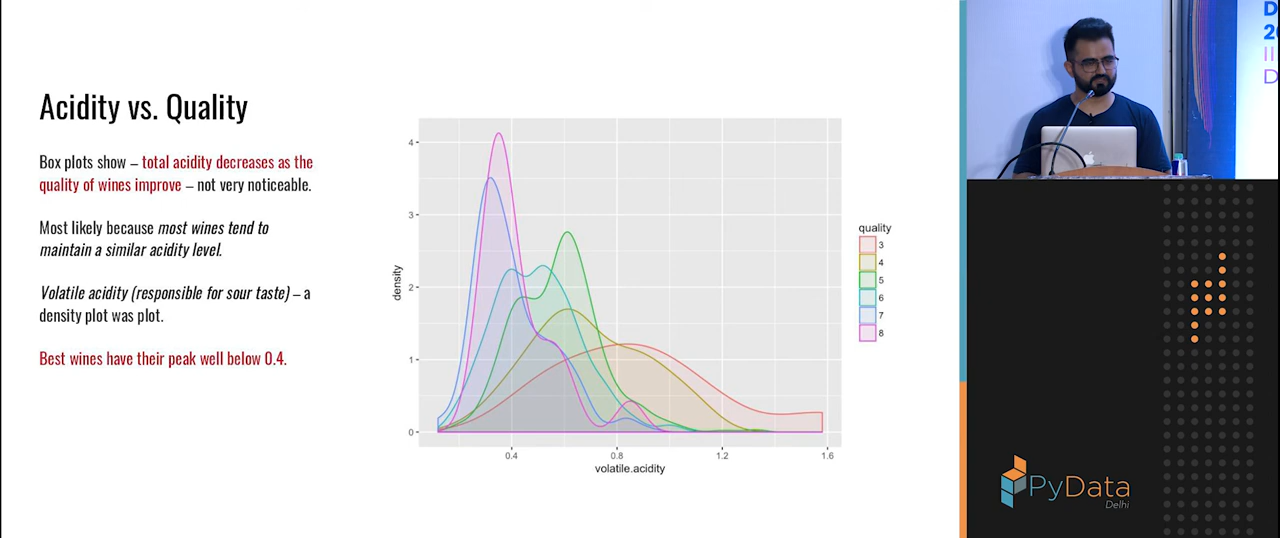 Acidity vs. Quality
Box plots show – total acidity decreases as the
quality of wines improve – not very noticeable.
Most likely because most wines tend to
maintain a similar acidity level.
Volatile acidity (responsible for sour taste) – a
density plot was plot.
Best wines have their peak well below 0.4.
density
4
3
2
1
0
0.4
0.8
1.2
1.6
volatile.acidity
quality
3
4
5
6
7
8
D
2
D
PyData
Delhi